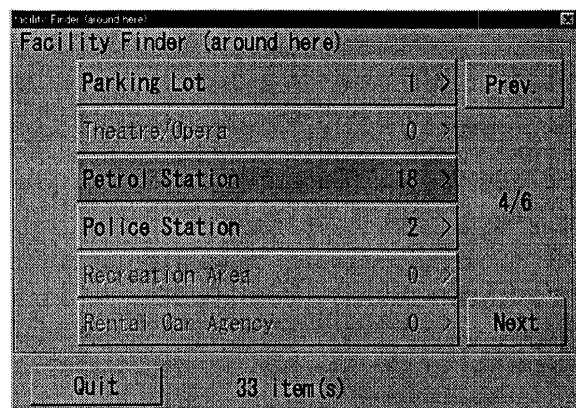 Facility Finder (around here)
Facility Finder (around here)
Parking Lot 1 > Prev.
Theatre/Opera 0 >
Petrol Station 18 >
4/6
Police Station 2 >
Recreation Area 0 >
Rental Car Agency 0 > Next
Quit 33 item(s)